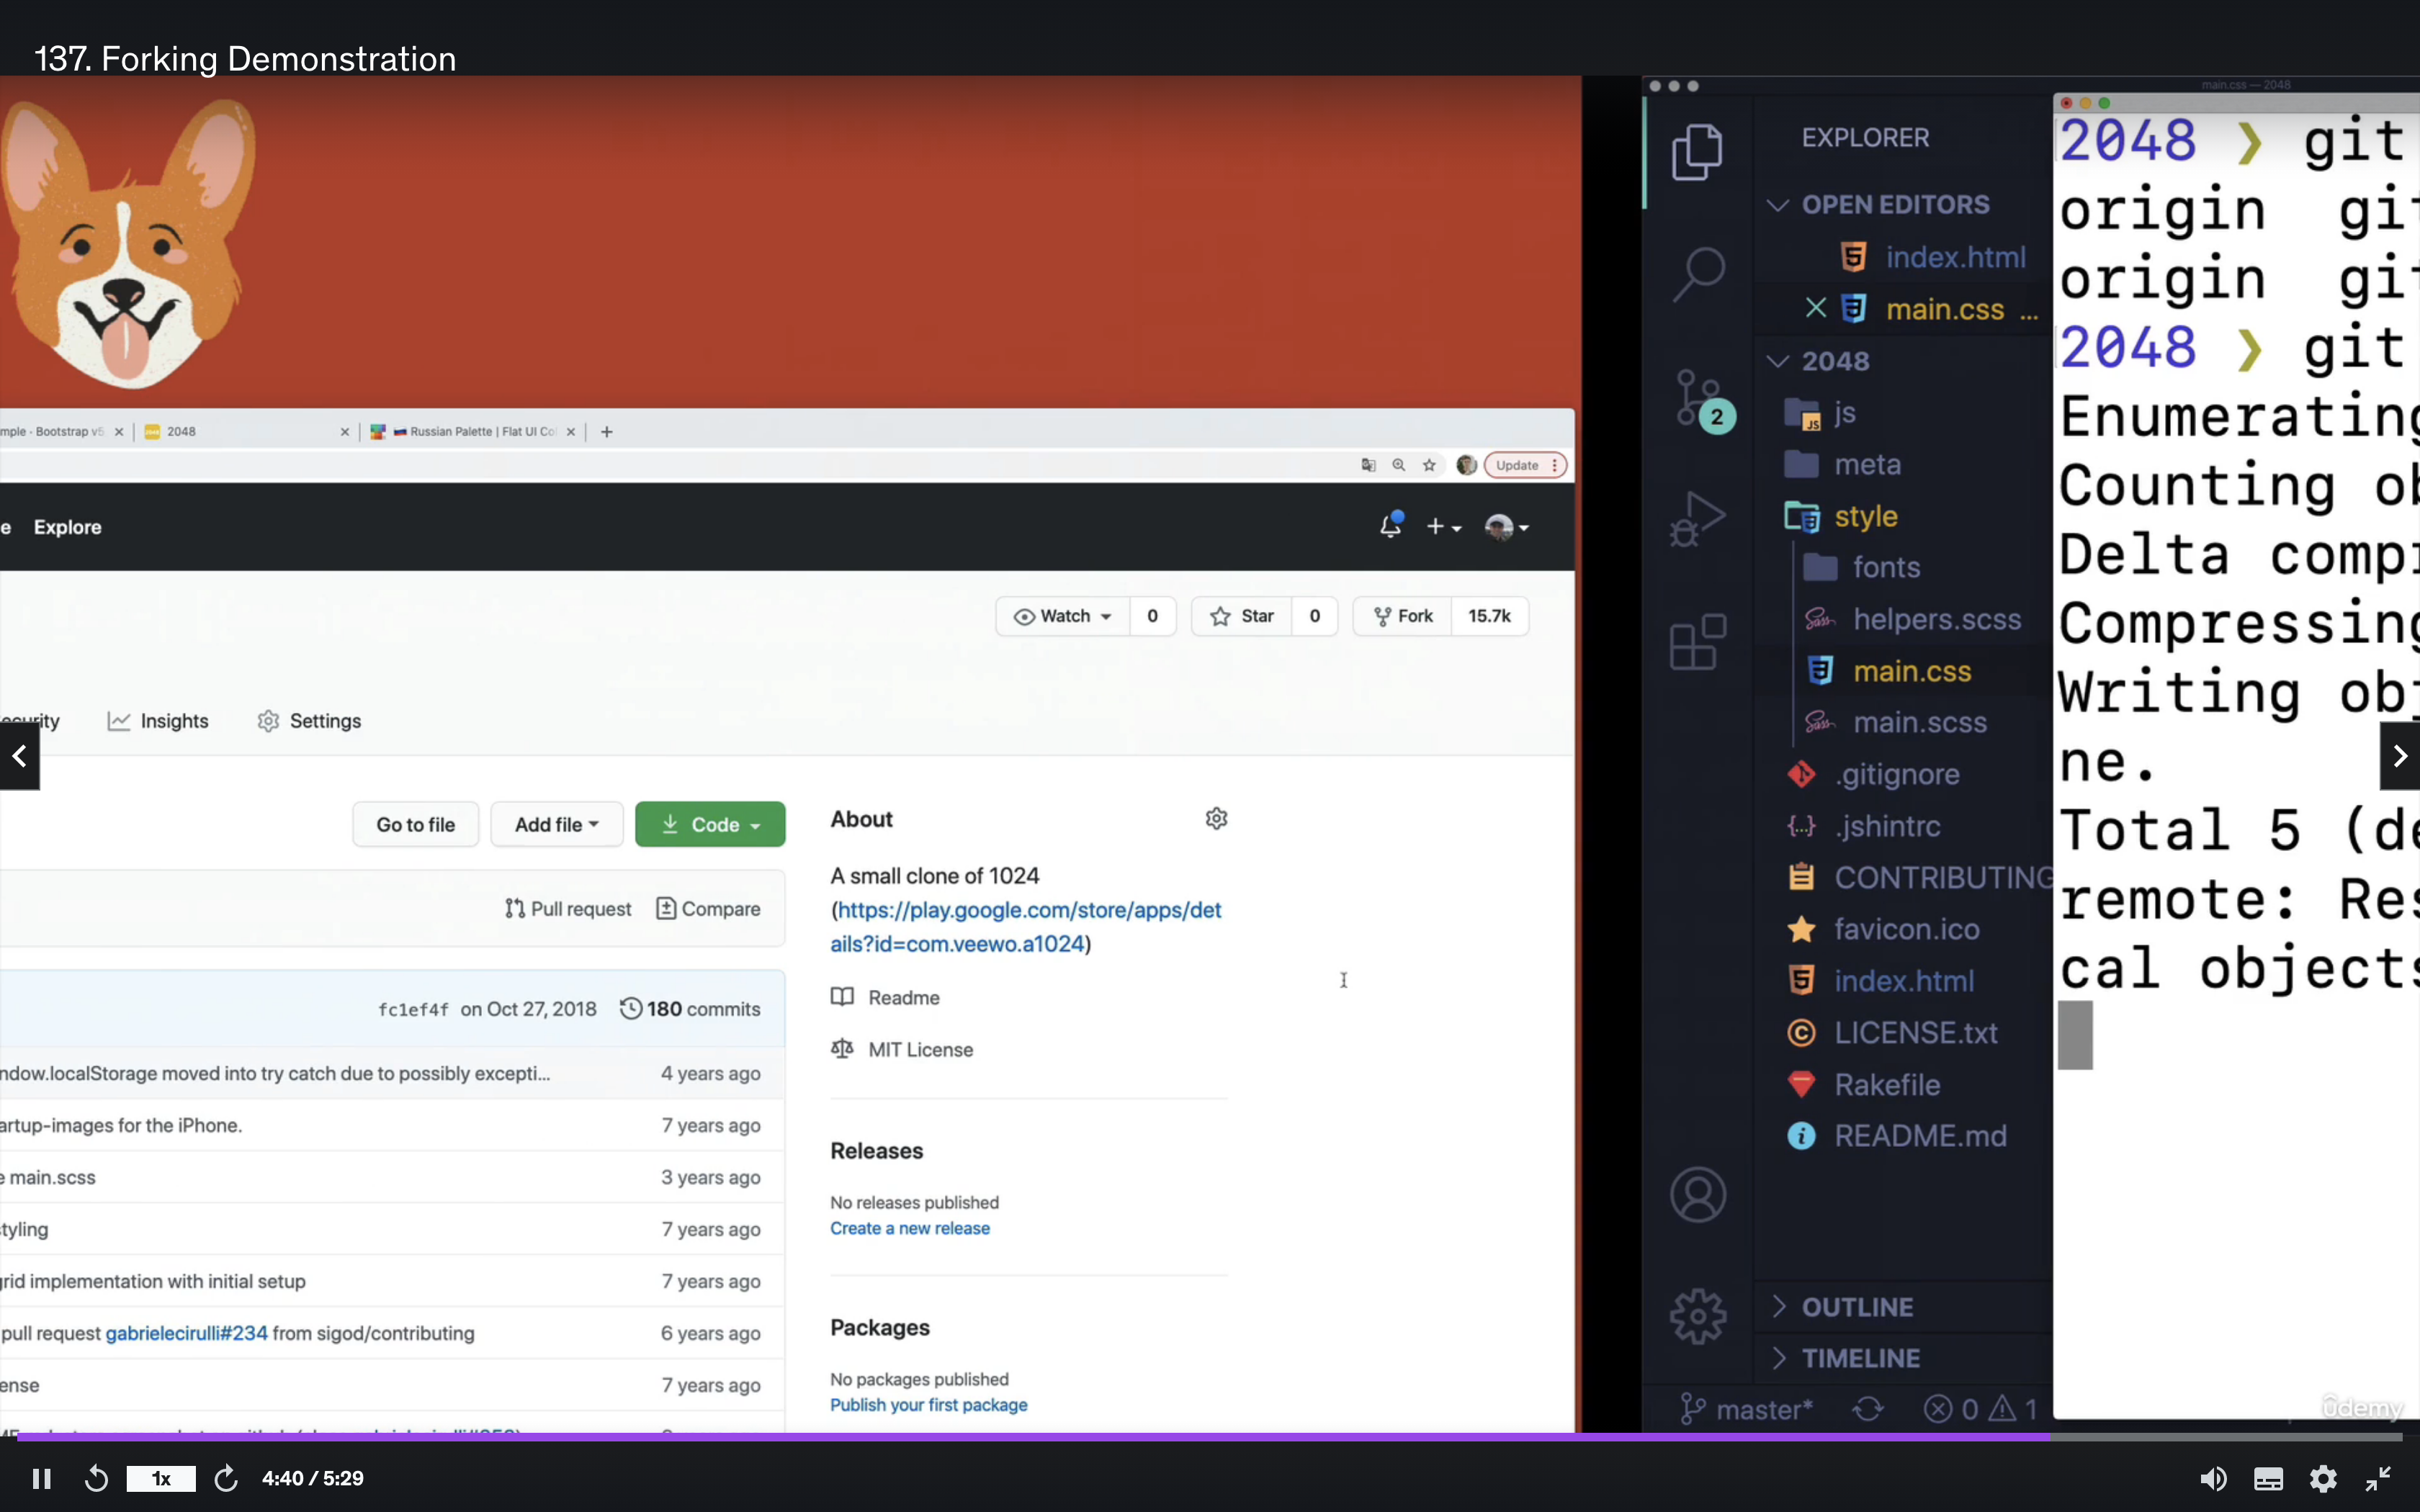 137. Forking Demonstration
mple - Bootstrap v5
2048
Russian Palette | Flat UI Co
Update
e Explore
Watch 0 Star 0 Fork 15.7k
Insights Settings
Go to file Add file Code
Pull request Compare
fc1ef4f on Oct 27, 2018 180 commits
ndow.localStorage moved into try catch due to possibly excepti... 4 years ago
artup-images for the iPhone. 7 years ago
e main.scss 3 years ago
tyling 7 years ago
rid implementation with initial setup 7 years ago
pull request gabrielecirulli#234 from sigod/contributing 6 years ago
ense 7 years ago
About
A small clone of 1024
(https://play.google.com/store/apps/det
ails?id=com.veewo.a1024)
Readme
MIT License
Releases
No releases published
Create a new release
Packages
No packages published
Publish your first package
main.css — 2048
EXPLORER
OPEN EDITORS
index.html
main.css ...
2048
js
meta
style
fonts
helpers.scss
main.css
main.scss
.gitignore
.jshintrc
CONTRIBUTING
favicon.ico
index.html
LICENSE.txt
Rakefile
README.md
OUTLINE
TIMELINE
2
master* 0 1
2048 ❯ git
origin git
origin git
2048 ❯ git
Enumerating
Counting ob
Delta compr
Compressing
Writing obj
ne.
Total 5 (de
remote: Res
cal objects
ûdemy
1x 4:40 / 5:29